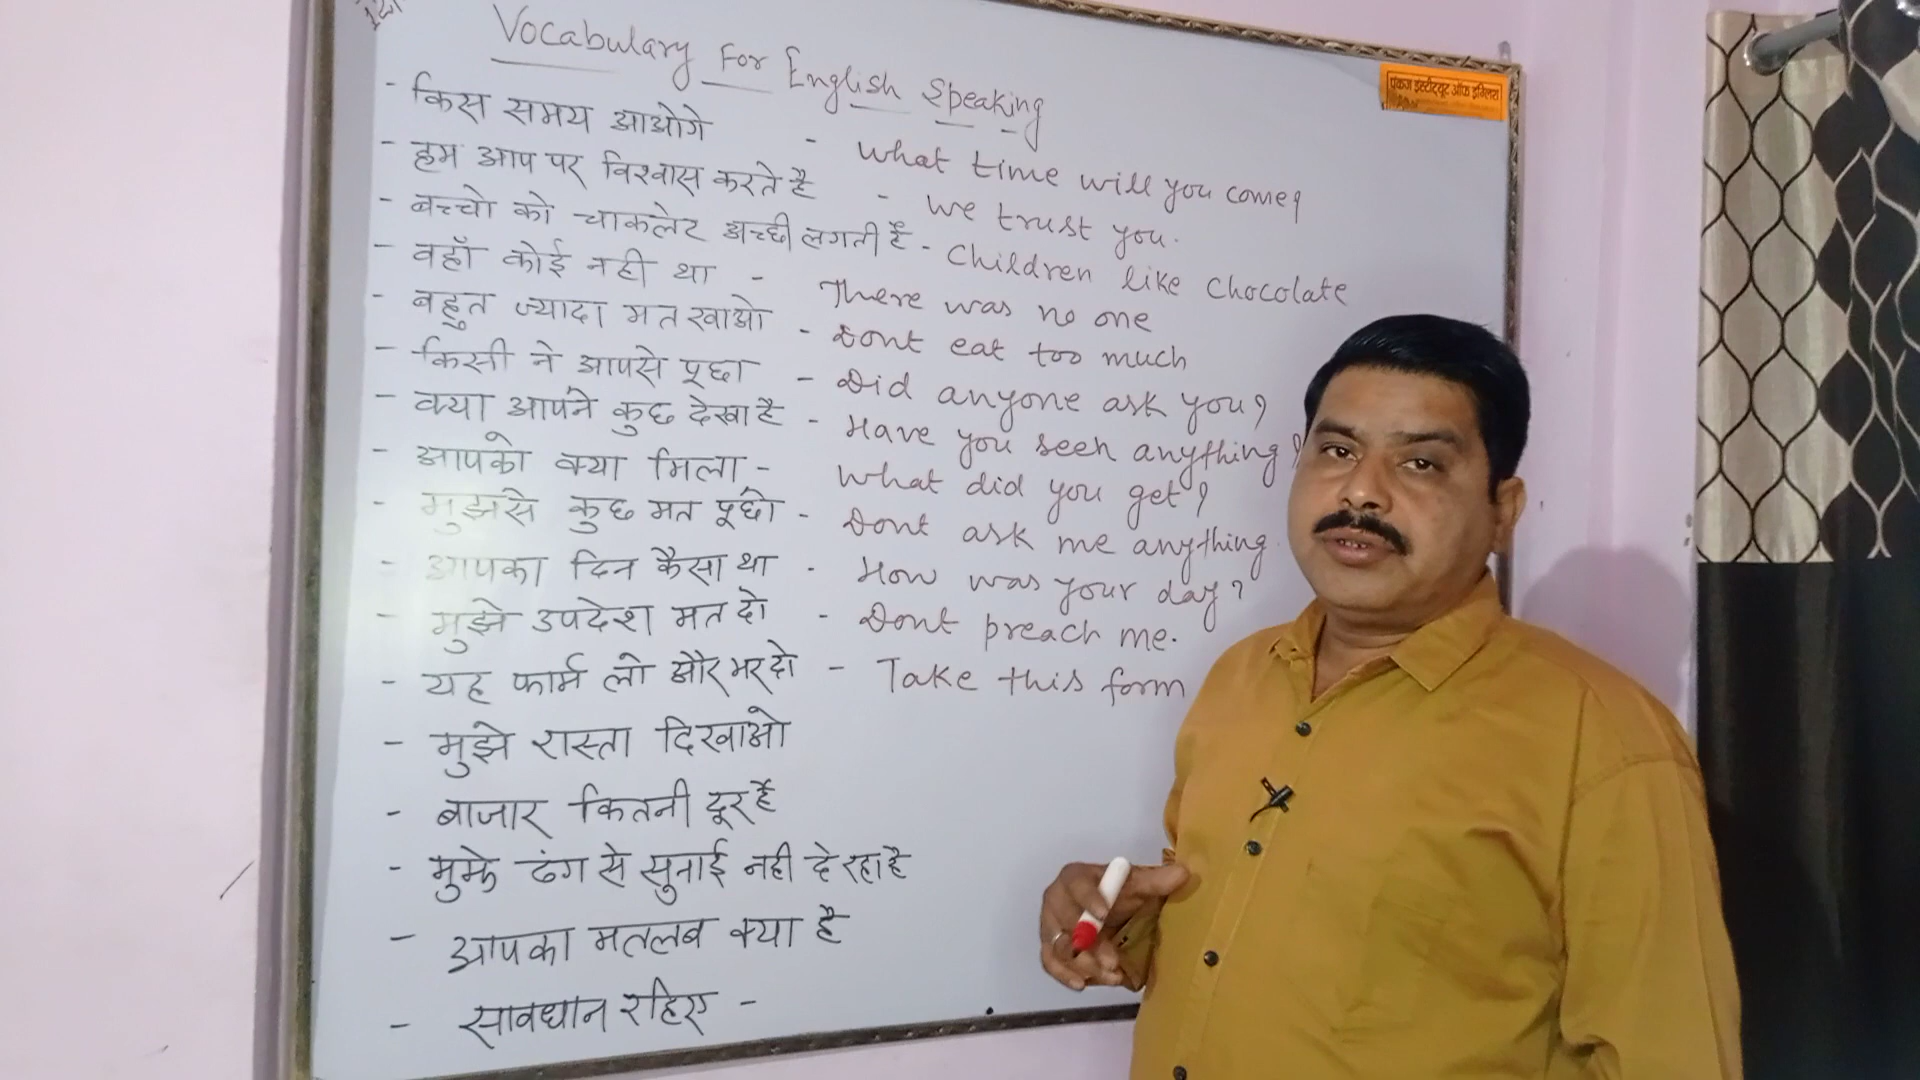 Vocabulary For English Speaking
पंकज इंस्टीट्यूट ऑफ इंग्लिश
- किस समय आओगे - What time will you come?
- हम आप पर विश्वास करते है - We trust you.
- बच्चो को चाकलेट अच्छी लगती है - Children like chocolate
- वहाँ कोई नही था - There was no one
- बहुत ज्यादा मत खाओ - Dont eat too much
- किसी ने आपसे पूछा - Did anyone ask you?
- क्या आपने कुछ देखा है - Have you seen anything?
- आपको क्या मिला - What did you get?
- मुझसे कुछ मत पूछो - Dont ask me anything.
- आपका दिन कैसा था - How was your day?
- मुझे उपदेश मत दो - Dont preach me.
- यह फार्म लो और भर दो - Take this form
- मुझे रास्ता दिखाओ
- बाजार कितनी दूर है
- मुझे ढंग से सुनाई नही दे रहा है
- आपका मतलब क्या है
- सावधान रहिए -